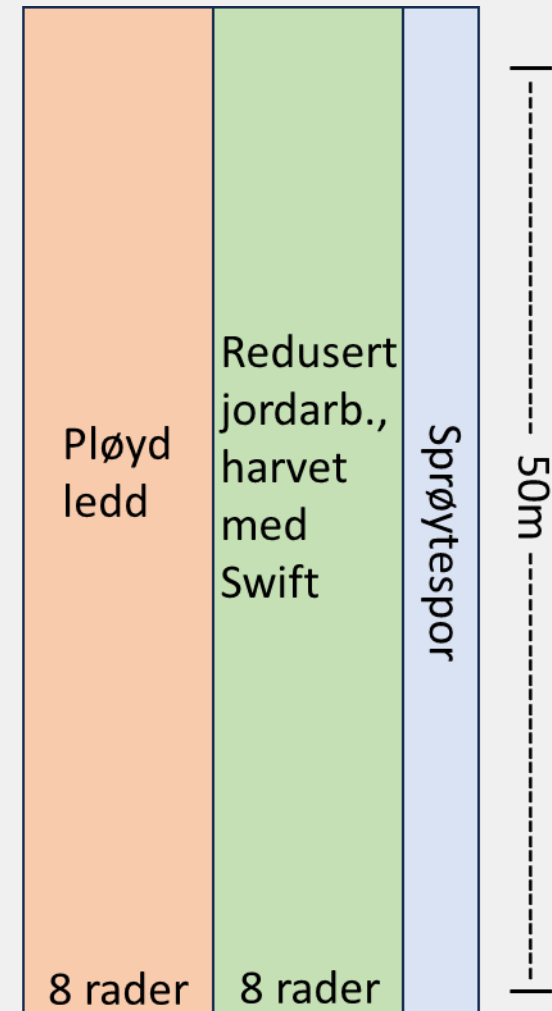 Pløyd
ledd
8 rader
Redusert
jordarb.,
harvet
med
Swift
8 rader
Sprøytespor
50m